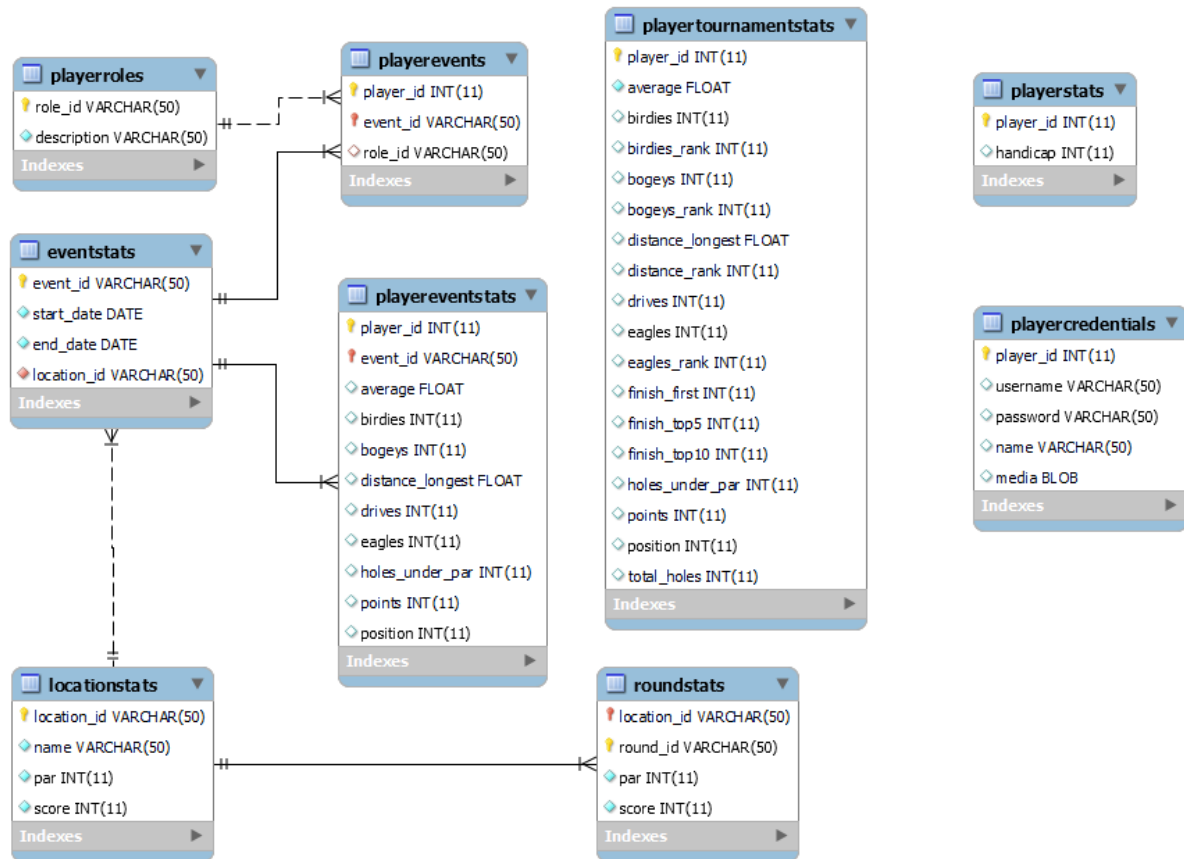 playerroles
role_id VARCHAR(50)
description VARCHAR(50)
Indexes
playerevents
player_id INT(11)
event_id VARCHAR(50)
role_id VARCHAR(50)
Indexes
playertournamentstats
player_id INT(11)
average FLOAT
birdies INT(11)
birdies_rank INT(11)
bogeys INT(11)
bogeys_rank INT(11)
distance_longest FLOAT
distance_rank INT(11)
drives INT(11)
eagles INT(11)
eagles_rank INT(11)
finish_first INT(11)
finish_top5 INT(11)
finish_top10 INT(11)
holes_under_par INT(11)
points INT(11)
position INT(11)
total_holes INT(11)
Indexes
playerstats
player_id INT(11)
handicap INT(11)
Indexes
eventstats
event_id VARCHAR(50)
start_date DATE
end_date DATE
location_id VARCHAR(50)
Indexes
playereventstats
player_id INT(11)
event_id VARCHAR(50)
average FLOAT
birdies INT(11)
bogeys INT(11)
distance_longest FLOAT
drives INT(11)
eagles INT(11)
holes_under_par INT(11)
points INT(11)
position INT(11)
Indexes
playercredentials
player_id INT(11)
username VARCHAR(50)
password VARCHAR(50)
name VARCHAR(50)
media BLOB
Indexes
locationstats
location_id VARCHAR(50)
name VARCHAR(50)
par INT(11)
score INT(11)
Indexes
roundstats
location_id VARCHAR(50)
round_id VARCHAR(50)
par INT(11)
score INT(11)
Indexes